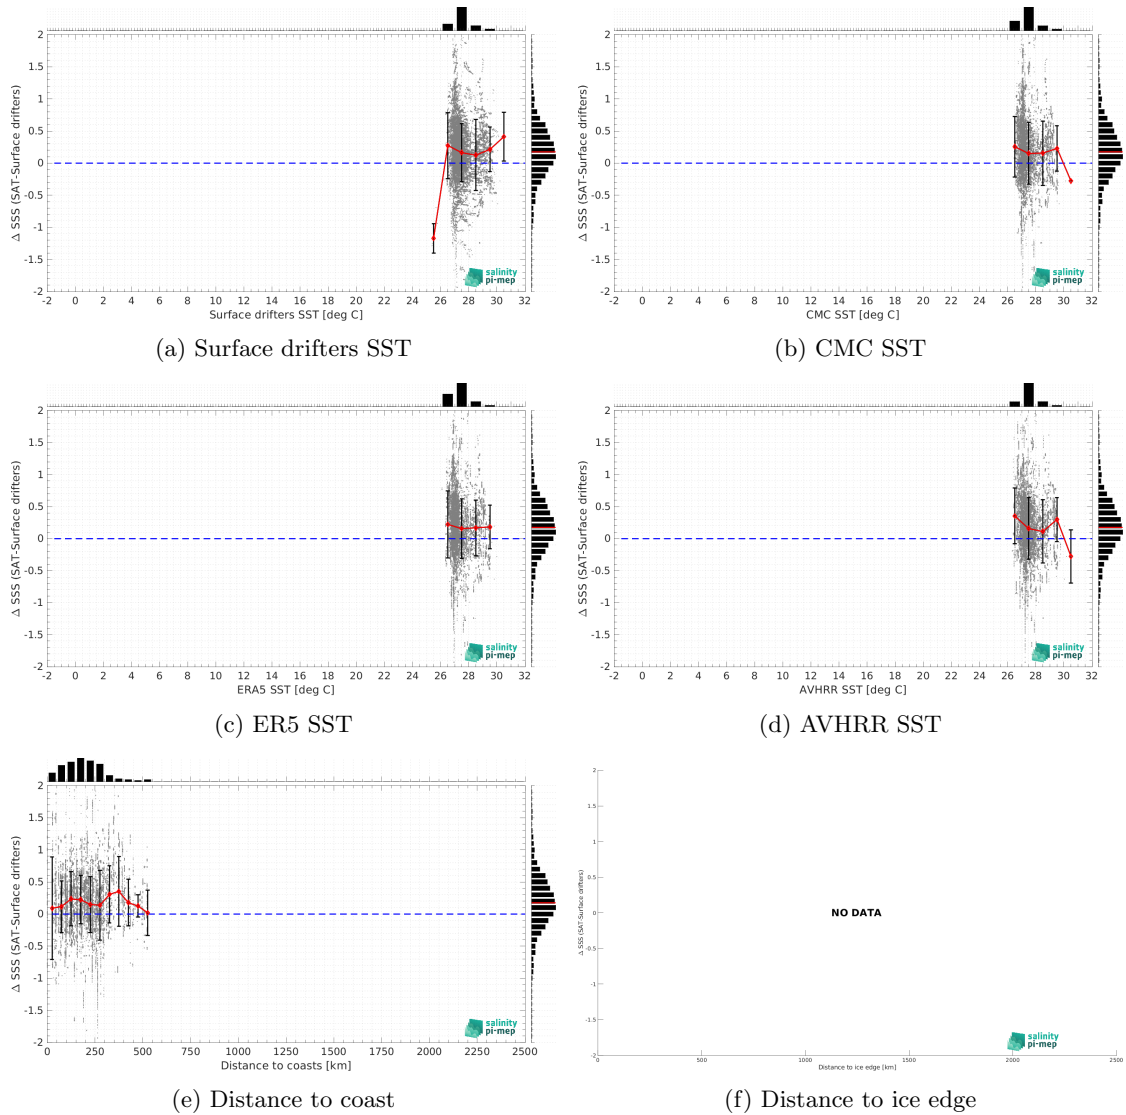 2
1.5
1
0.5
0
-0.5
-1
-1.5
-2
Δ SSS (SAT-Surface drifters)
-2 0 2 4 6 8 10 12 14 16 18 20 22 24 26 28 30 32
Surface drifters SST [deg C]
salinity
pi-mep
(a) Surface drifters SST
2
1.5
1
0.5
0
-0.5
-1
-1.5
-2
Δ SSS (SAT-Surface drifters)
-2 0 2 4 6 8 10 12 14 16 18 20 22 24 26 28 30 32
CMC SST [deg C]
salinity
pi-mep
(b) CMC SST
2
1.5
1
0.5
0
-0.5
-1
-1.5
-2
Δ SSS (SAT-Surface drifters)
-2 0 2 4 6 8 10 12 14 16 18 20 22 24 26 28 30 32
ERA5 SST [deg C]
salinity
pi-mep
(c) ER5 SST
2
1.5
1
0.5
0
-0.5
-1
-1.5
-2
Δ SSS (SAT-Surface drifters)
-2 0 2 4 6 8 10 12 14 16 18 20 22 24 26 28 30 32
AVHRR SST [deg C]
salinity
pi-mep
(d) AVHRR SST
2
1.5
1
0.5
0
-0.5
-1
-1.5
-2
Δ SSS (SAT-Surface drifters)
0 250 500 750 1000 1250 1500 1750 2000 2250 2500
Distance to coasts [km]
salinity
pi-mep
(e) Distance to coast
2
1.5
1
0.5
0
-0.5
-1
-1.5
-2
Δ SSS (SAT-Surface drifters)
NO DATA
0 500 1000 1500 2000 2500
Distance to ice edge [km]
salinity
pi-mep
(f) Distance to ice edge